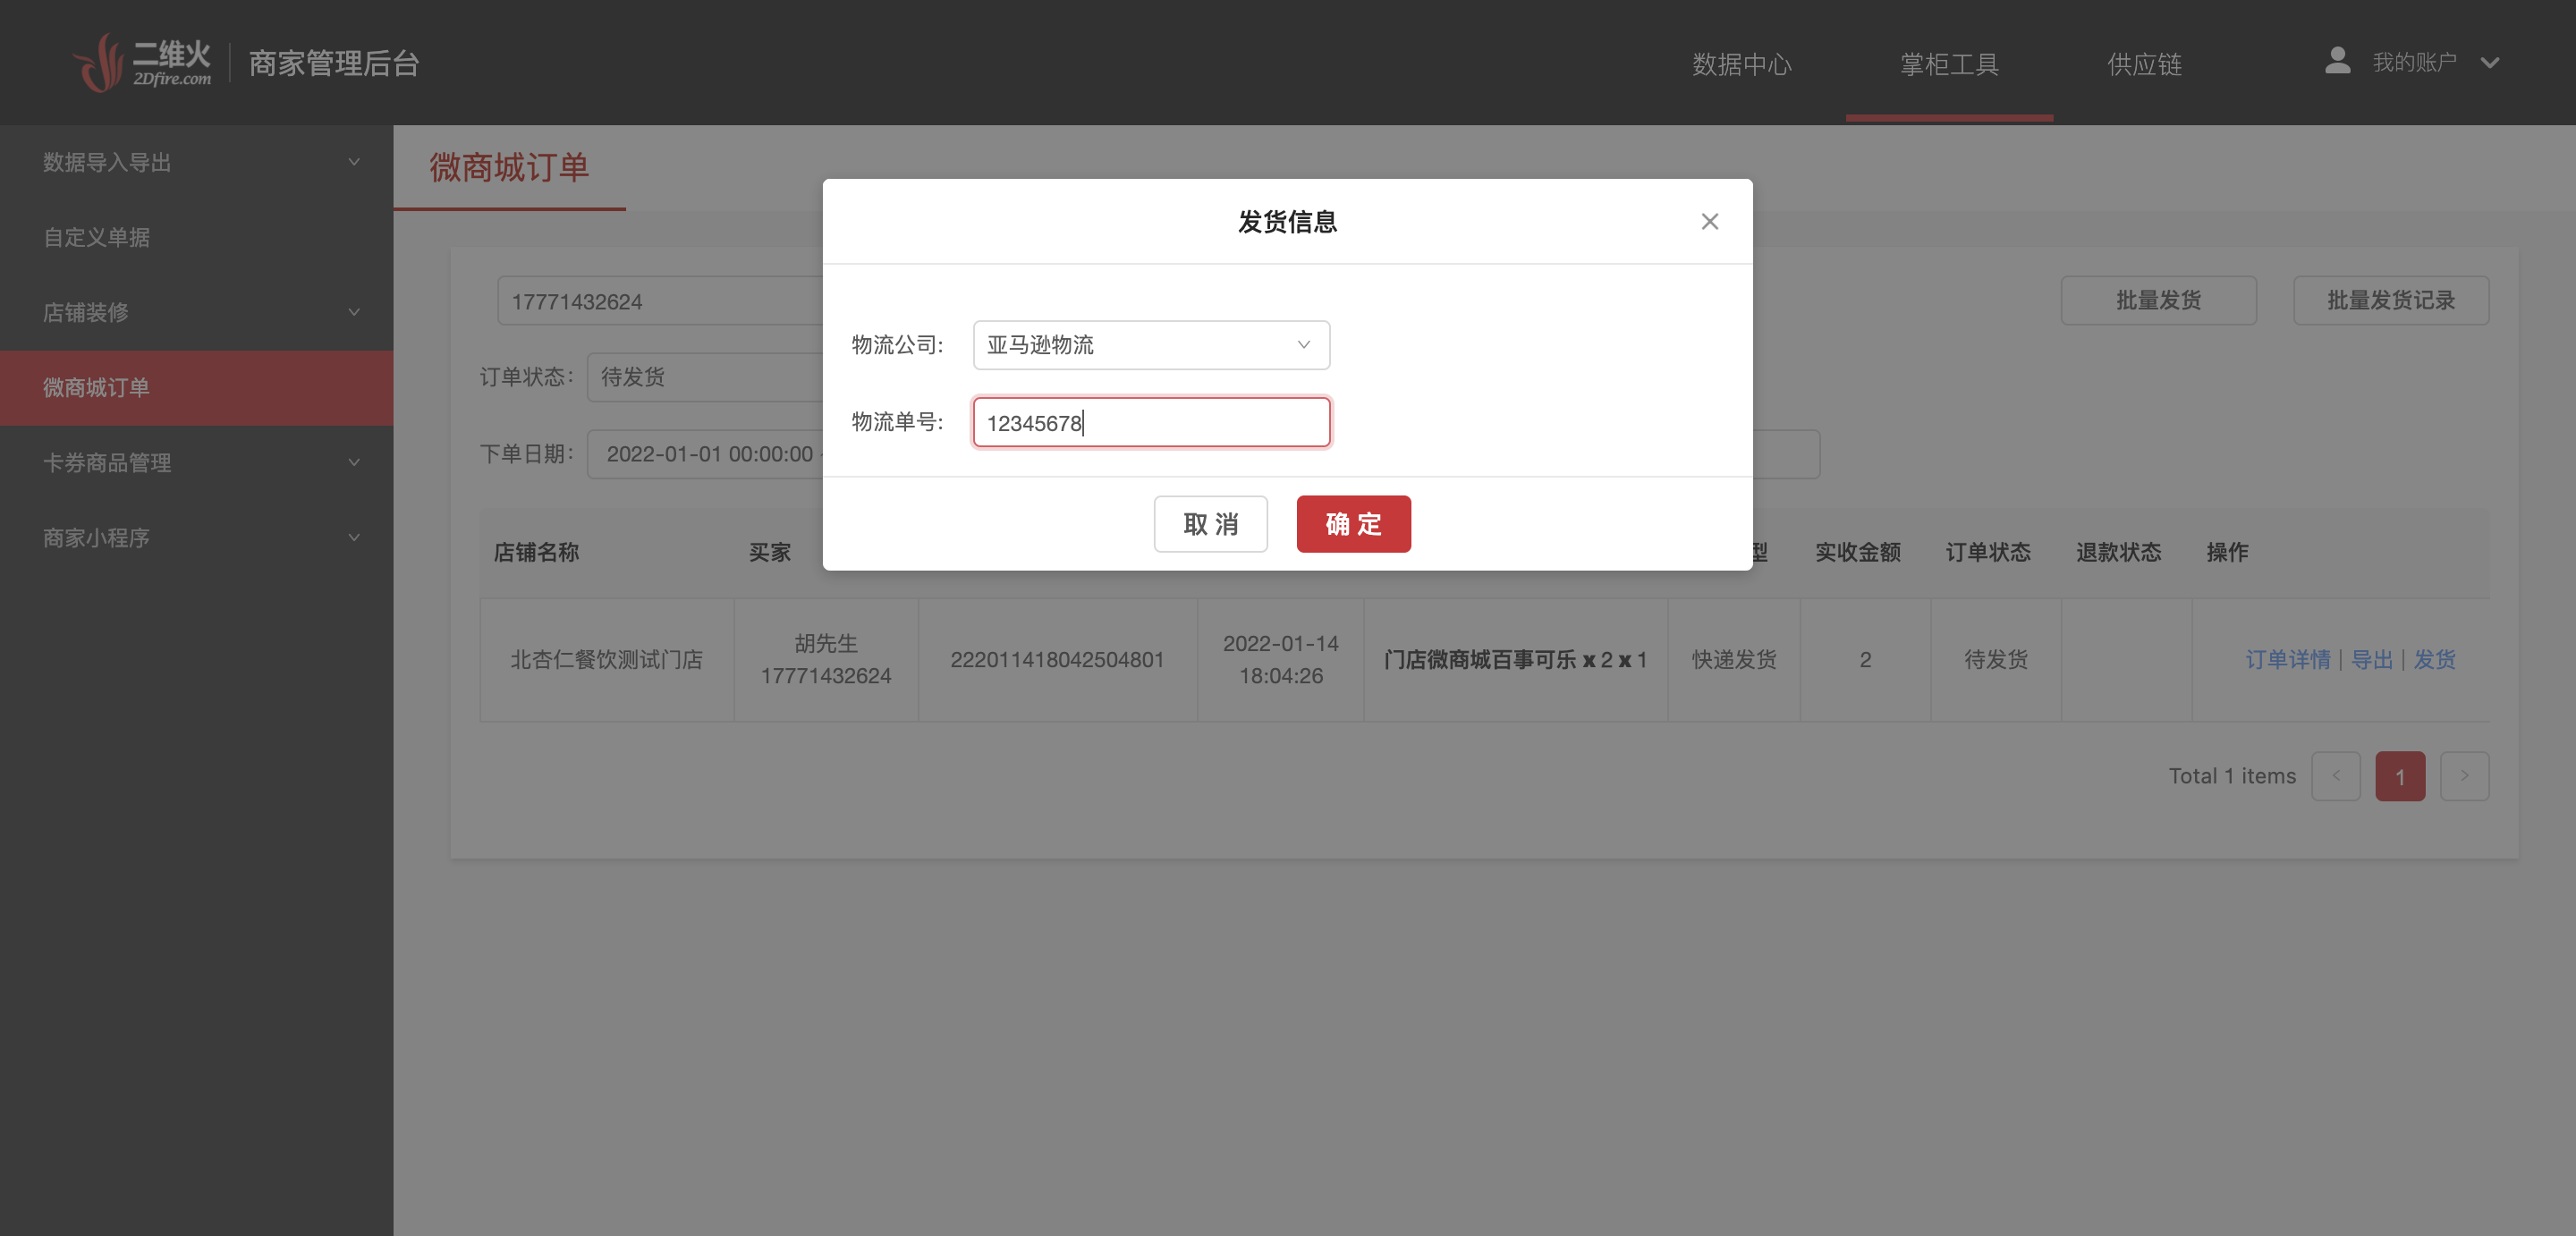 二维火
2Dfire.com
商家管理后台
数据中心
掌柜工具
供应链
我的账户
数据导入导出
自定义单据
店铺装修
微商城订单
卡券商品管理
商家小程序
微商城订单
发货信息
17771432624
批量发货
批量发货记录
物流公司:
亚马逊物流
订单状态:
待发货
物流单号:
12345678
下单日期:
2022-01-01 00:00:00 -
取 消
确 定
店铺名称
买家
型
实收金额
订单状态
退款状态
操作
北杏仁餐饮测试门店
胡先生
17771432624
222011418042504801
2022-01-14
18:04:26
门店微商城百事可乐 x 2 x 1
快递发货
2
待发货
订单详情 | 导出 | 发货
Total 1 items
<
1
>